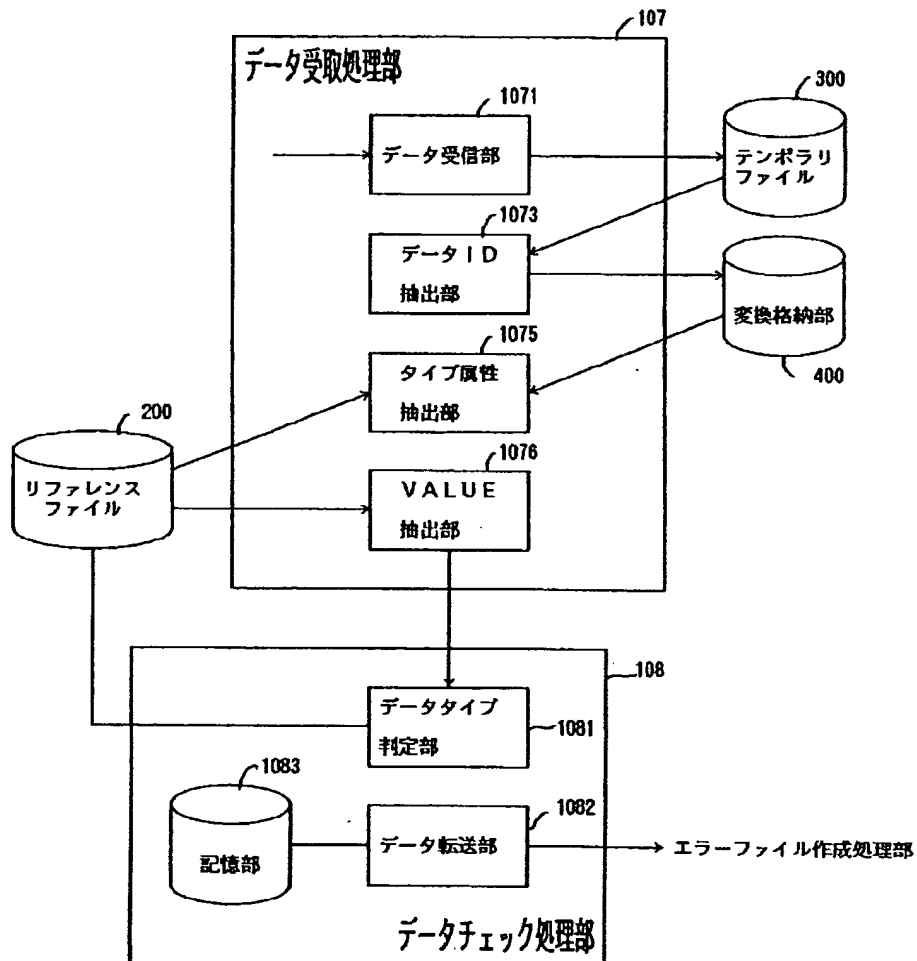 107
データ受取処理部
1071
データ受信部
300
テンポラリ
ファイル
1073
データID
抽出部
変換格納部
400
1075
タイプ属性
抽出部
200
リファレンス
ファイル
1076
VALUE
抽出部
108
データタイプ
判定部
1081
1083
記憶部
1082
データ転送部
エラーファイル作成処理部
データチェック処理部